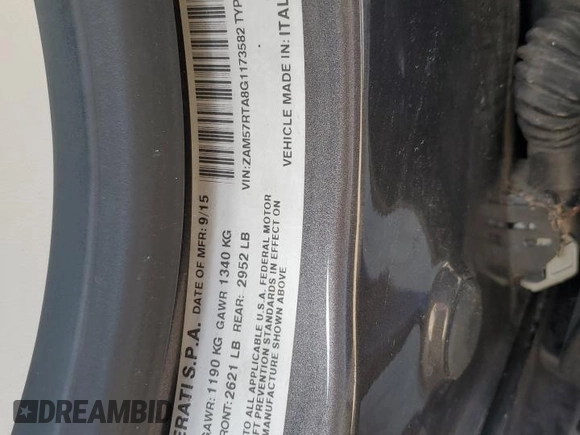 ERATI S.P.A. DATE OF MFR: 9/15
GAWR: 1190 KG GAWR 1340 KG
RONT: 2621 LB REAR: 2952 LB
TO ALL APPLICABLE U.S.A. FEDERAL MOTOR
FT PREVENTION STANDARDS IN EFFECT ON
MANUFACTURE SHOWN ABOVE
VIN: ZAM57RTA8G1173582 TYP
VEHICLE MADE IN: ITAL
DREAMBID